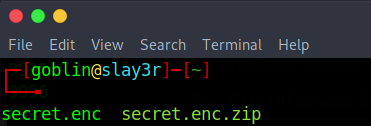 File Edit View Search Terminal Help
┌─[goblin@slay3r]─[~]
└──╼
secret.enc secret.enc.zip